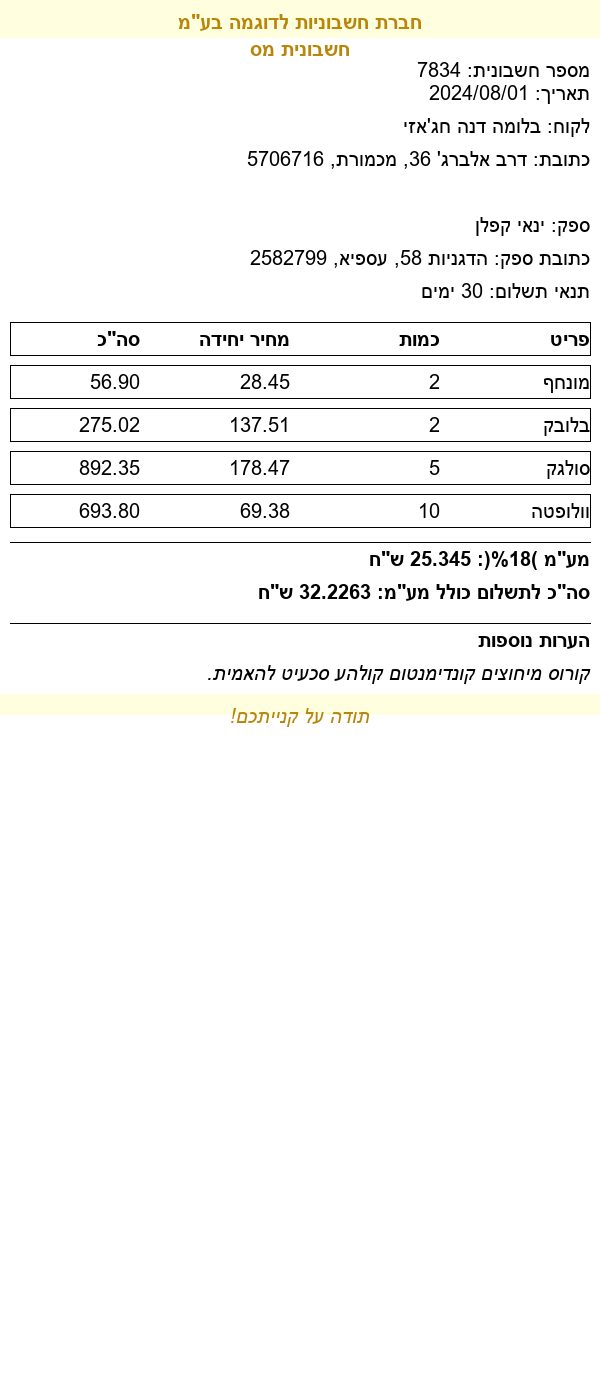 חברת חשבוניות לדוגמה בע"מ
חשבונית מס
מספר חשבונית: 7834
תאריך: 2024/08/01
לקוח: בלומה דנה חג'אזי
כתובת: דרב אלברג' 36, מכמורת, 5706716
ספק: ינאי קפלן
כתובת ספק: הדגניות 58, עספיא, 2582799
תנאי תשלום: 30 ימים
פריט כמות מחיר יחידה סה"כ
מונחף 2 28.45 56.90
בלובק 2 137.51 275.02
סולגק 5 178.47 892.35
וולופטה 10 69.38 693.80
מע"מ )18%(: 25.345 ש"ח
סה"כ לתשלום כולל מע"מ: 32.2263 ש"ח
הערות נוספות
קורוס מיחוצים קונדימנטום קולהע סכעיט להאמית.
תודה על קנייתכם!